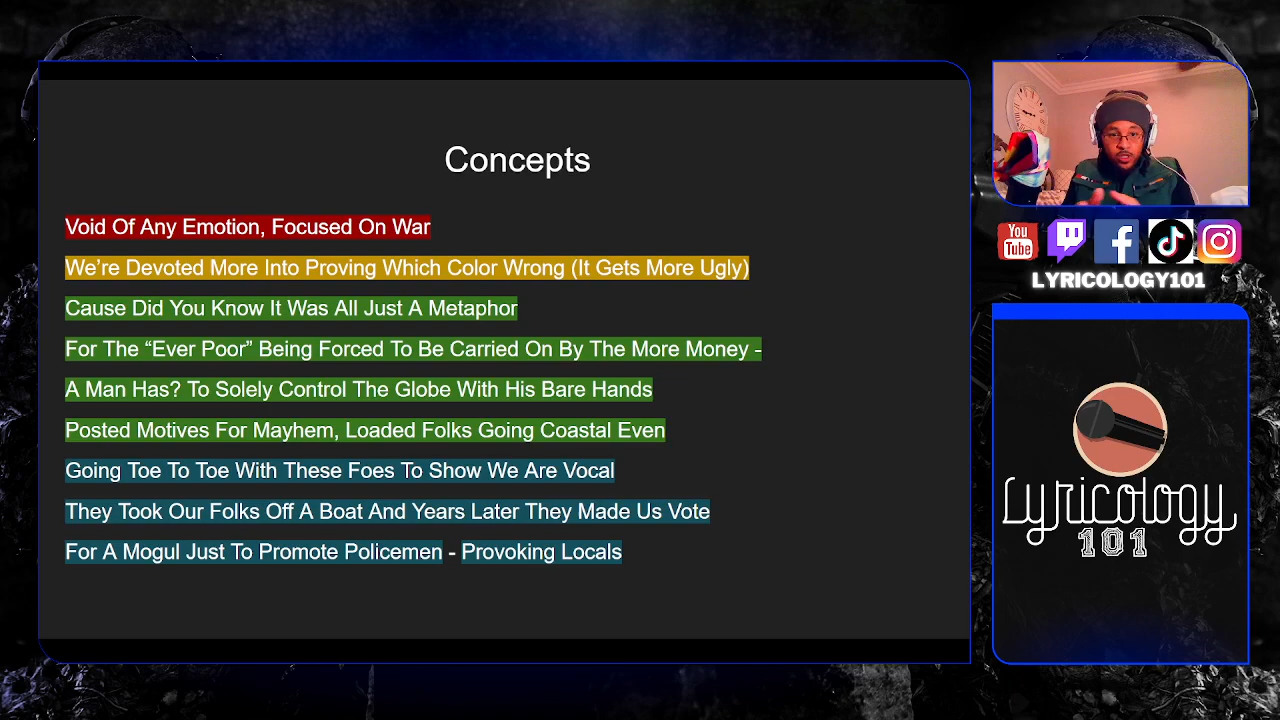 Concepts
Void Of Any Emotion, Focused On War
We’re Devoted More Into Proving Which Color Wrong (It Gets More Ugly)
Cause Did You Know It Was All Just A Metaphor
For The “Ever Poor” Being Forced To Be Carried On By The More Money -
A Man Has? To Solely Control The Globe With His Bare Hands
Posted Motives For Mayhem, Loaded Folks Going Coastal Even
Going Toe To Toe With These Foes To Show We Are Vocal
They Took Our Folks Off A Boat And Years Later They Made Us Vote
For A Mogul Just To Promote Policemen - Provoking Locals
You
Tube
LYRICOLOGY101
Lyricology
101